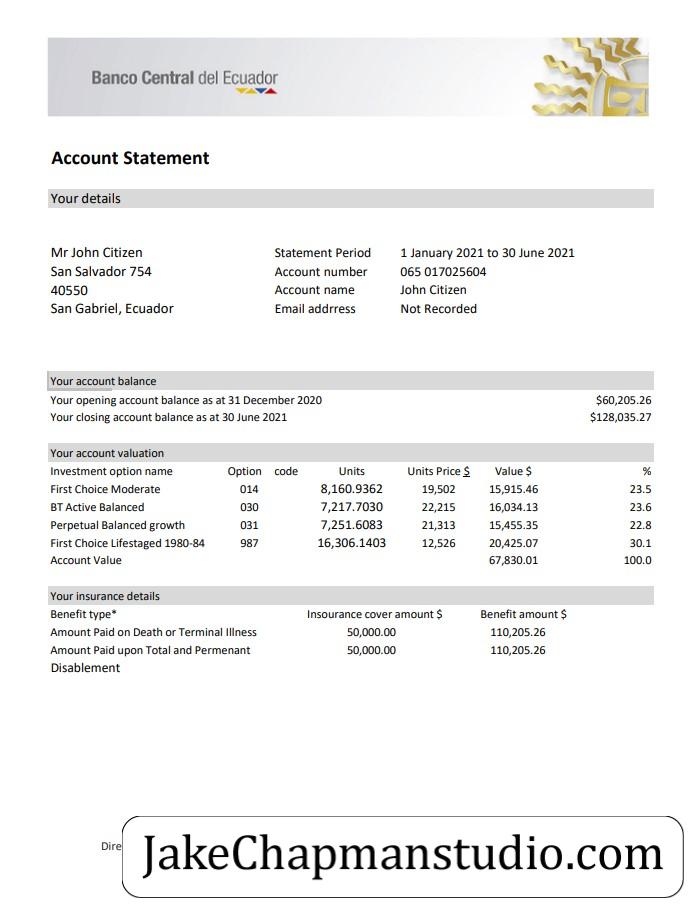 Banco Central del Ecuador
Account Statement
Your details
Mr John Citizen Statement Period 1 January 2021 to 30 June 2021
San Salvador 754 Account number 065 017025604
40550 Account name John Citizen
San Gabriel, Ecuador Email addrress Not Recorded
Your account balance
Your opening account balance as at 31 December 2020 $60,205.26
Your closing account balance as at 30 June 2021 $128,035.27
Your account valuation
Investment option name Option code Units Units Price $ Value $ %
First Choice Moderate 014 8,160.9362 19,502 15,915.46 23.5
BT Active Balanced 030 7,217.7030 22,215 16,034.13 23.6
Perpetual Balanced growth 031 7,251.6083 21,313 15,455.35 22.8
First Choice Lifestaged 1980-84 987 16,306.1403 12,526 20,425.07 30.1
Account Value 67,830.01 100.0
Your insurance details
Benefit type* Insourance cover amount $ Benefit amount $
Amount Paid on Death or Terminal Illness 50,000.00 110,205.26
Amount Paid upon Total and Permenant 50,000.00 110,205.26
Disablement
Dire
JakeChapmanstudio.com